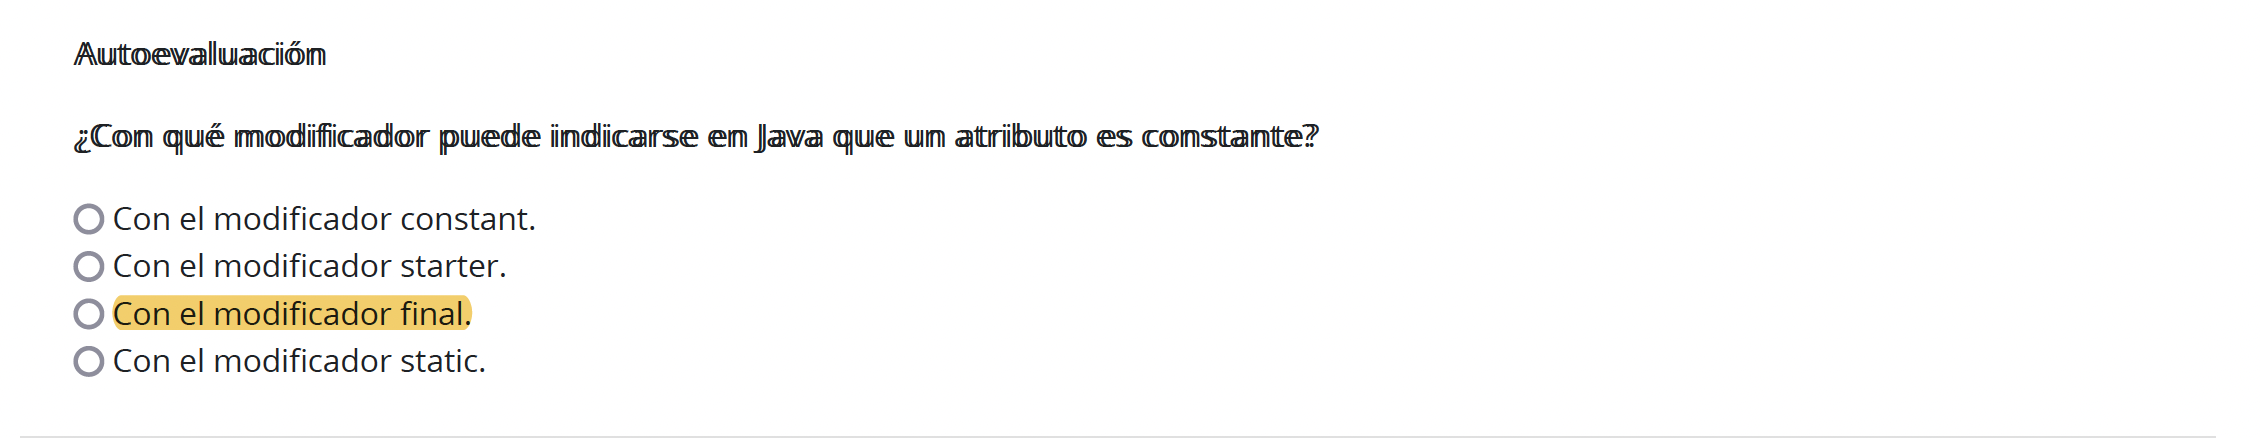 Autoevaluación
¿Con qué modificador puede indicarse en Java que un atributo es constante?
Con el modificador constant.
Con el modificador starter.
Con el modificador final.
Con el modificador static.